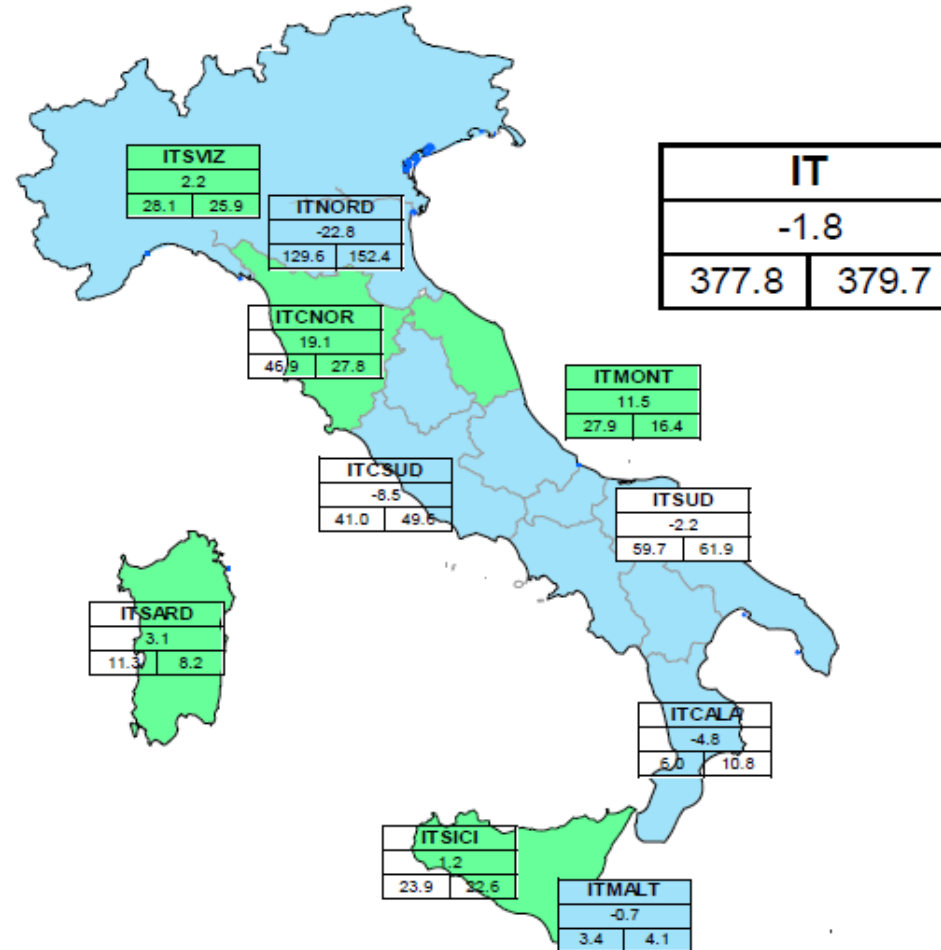 ITSVIZ
2.2
28.1 25.9
ITNORD
-22.8
129.6 152.4
IT
-1.8
377.8 379.7
ITCNOR
19.1
46.9 27.8
ITMONT
11.5
27.9 16.4
ITCSUD
-8.5
41.0 49.6
ITSUD
-2.2
59.7 61.9
ITSARD
3.1
11.3 8.2
ITCALA
-4.8
6.0 10.8
ITSICI
1.2
23.9 22.6
ITMALT
-0.7
3.4 4.1